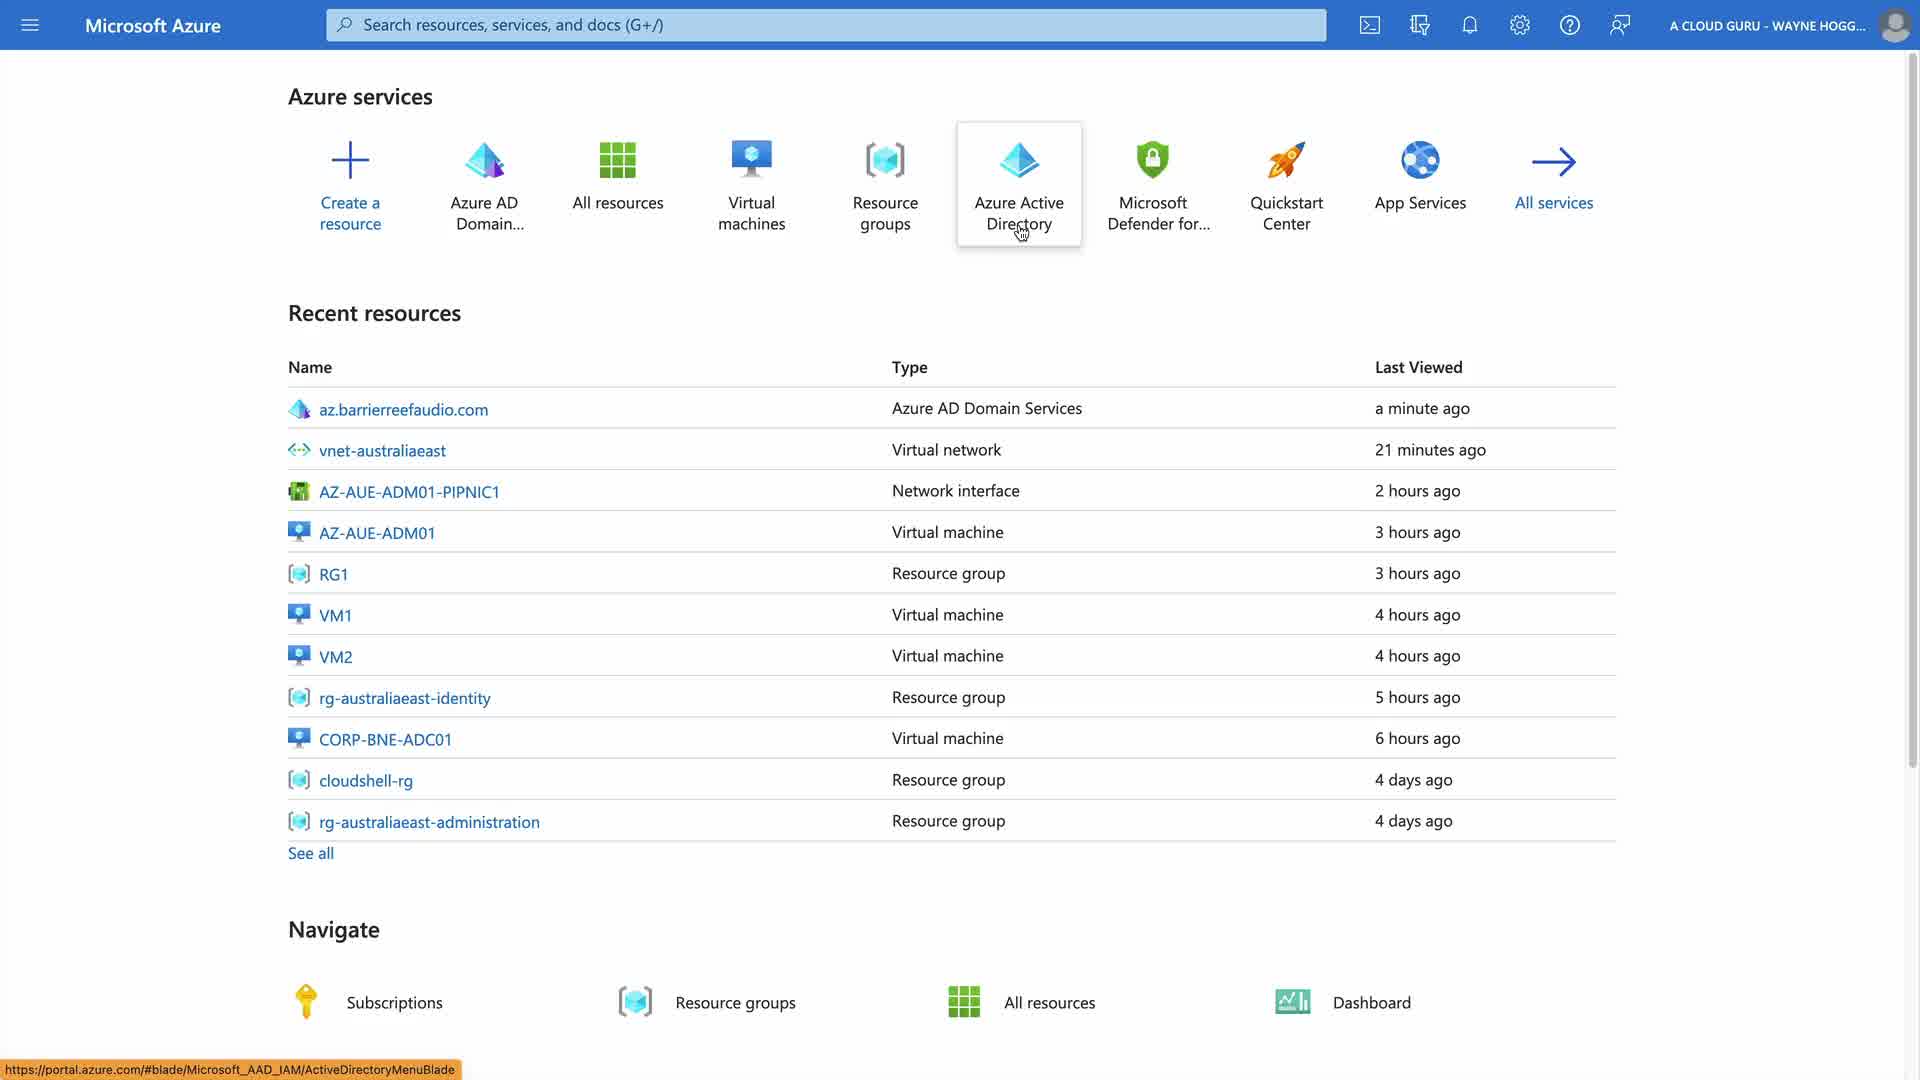 Microsoft Azure
Search resources, services, and docs (G+/)
A CLOUD GURU - WAYNE HOGG...
Azure services
Create a
resource
Azure AD
Domain...
All resources
Virtual
machines
Resource
groups
Azure Active
Directory
Microsoft
Defender for...
Quickstart
Center
App Services
All services
Recent resources
Name Type Last Viewed
az.barrierreefaudio.com Azure AD Domain Services a minute ago
vnet-australiaeast Virtual network 21 minutes ago
AZ-AUE-ADM01-PIPNIC1 Network interface 2 hours ago
AZ-AUE-ADM01 Virtual machine 3 hours ago
RG1 Resource group 3 hours ago
VM1 Virtual machine 4 hours ago
VM2 Virtual machine 4 hours ago
rg-australiaeast-identity Resource group 5 hours ago
CORP-BNE-ADC01 Virtual machine 6 hours ago
cloudshell-rg Resource group 4 days ago
rg-australiaeast-administration Resource group 4 days ago
See all
Navigate
Subscriptions Resource groups All resources Dashboard
https://portal.azure.com/#blade/Microsoft_AAD_IAM/ActiveDirectoryMenuBlade